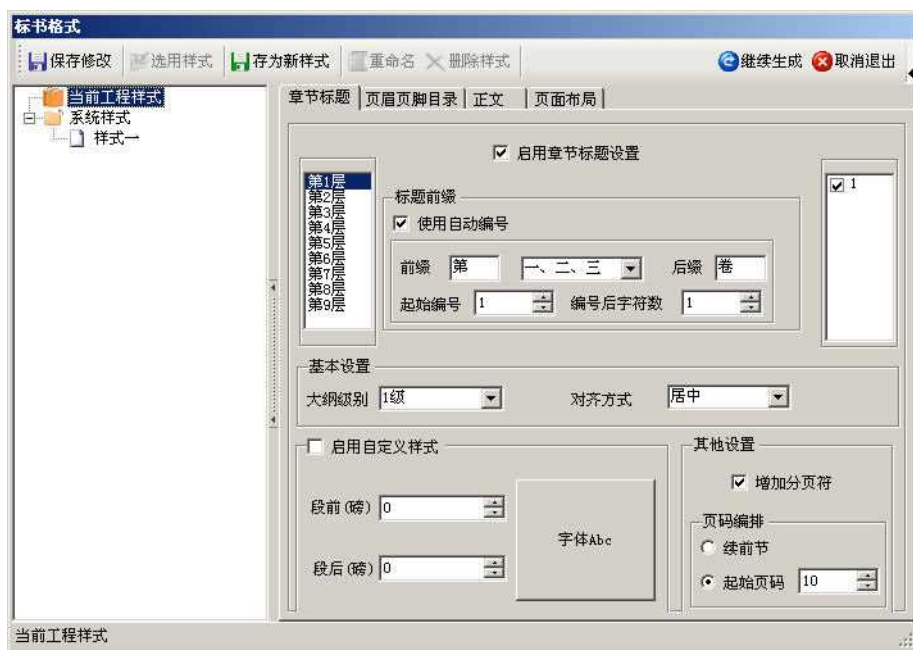 标书格式
保存修改 选用样式 存为新样式 重命名 删除样式 继续生成 取消退出
当前工程样式
系统样式
样式一
章节标题 页眉页脚目录 正文 页面布局
启用章节标题设置
第1层
第2层
第3层
第4层
第5层
第6层
第7层
第8层
第9层
标题前缀
使用自动编号
前缀 第 一、二、三 后缀 卷
起始编号 1 编号后字符数 1
1
基本设置
大纲级别 1级 对齐方式 居中
启用自定义样式
段前(磅) 0
段后(磅) 0
字体Abc
其他设置
增加分页符
页码编排
续前节
起始页码 10
当前工程样式